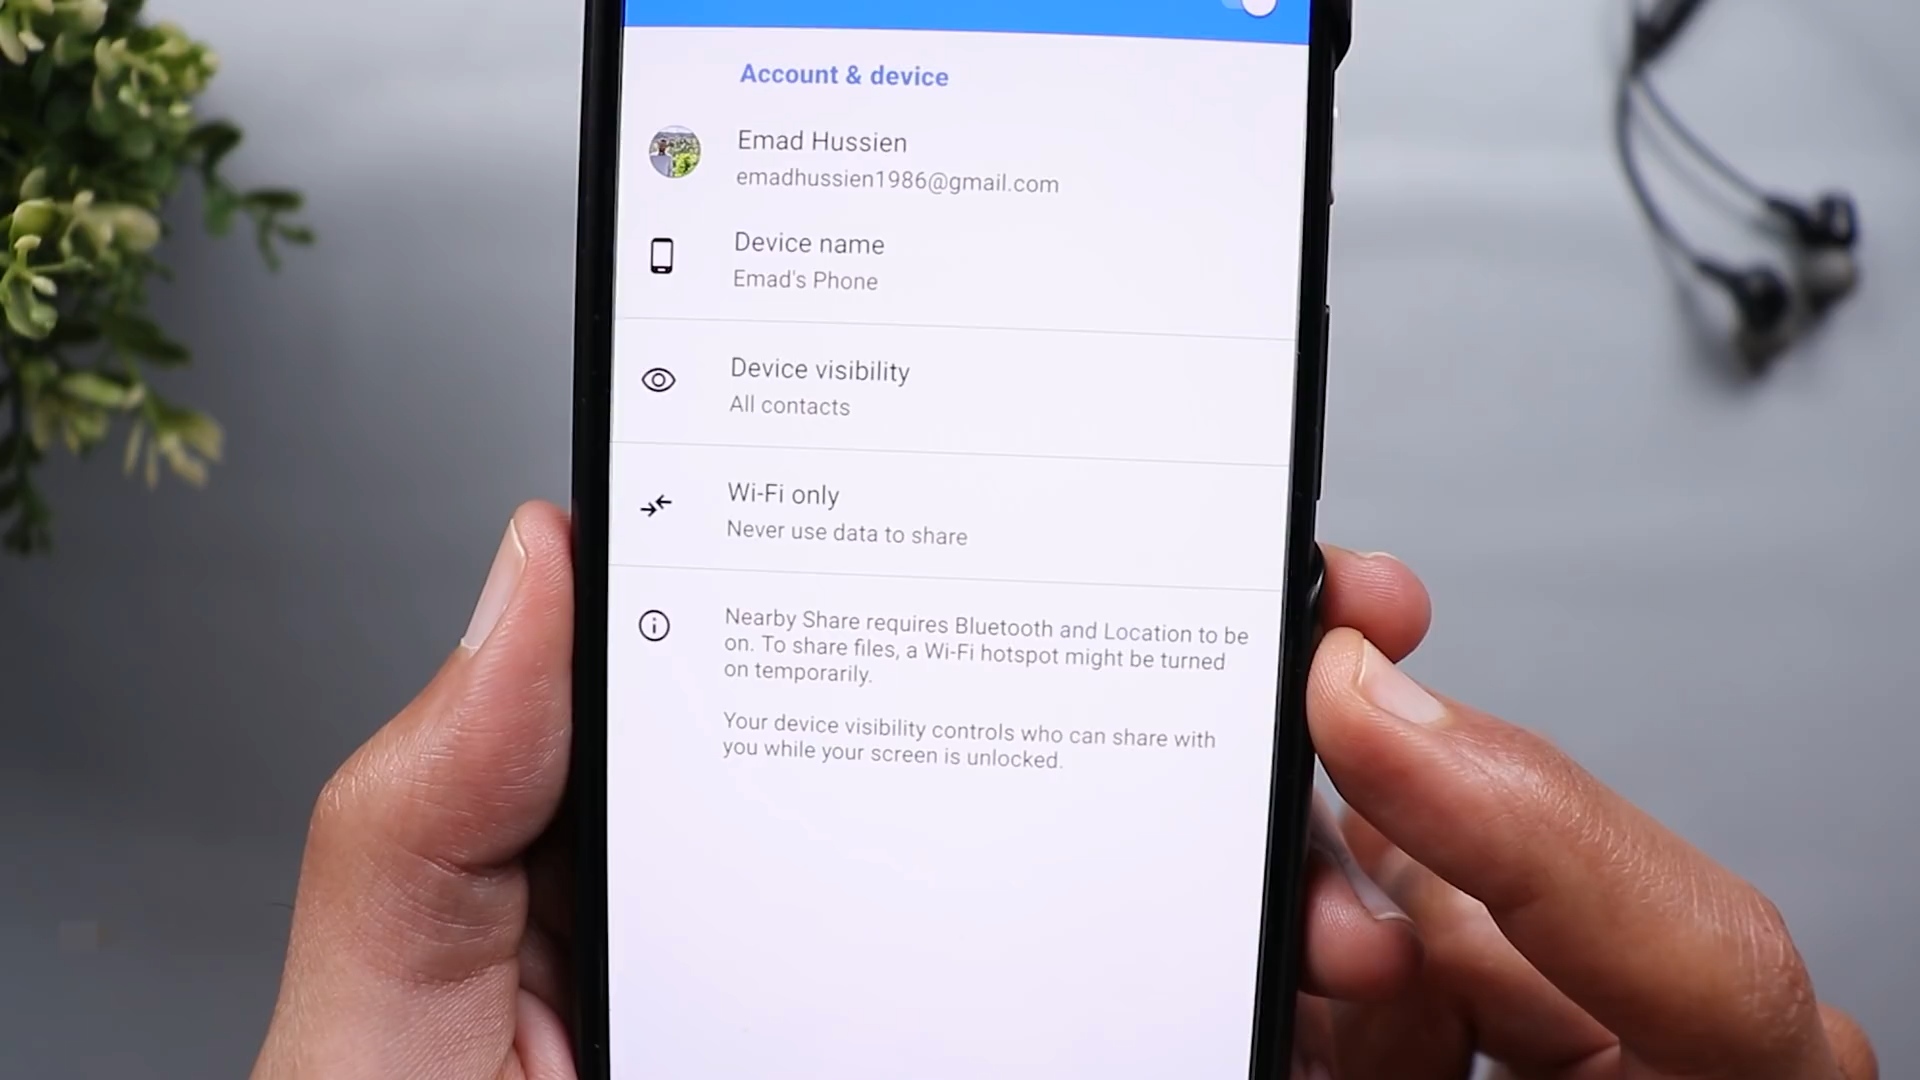 Account & device
Emad Hussien
emadhussien1986@gmail.com
Device name
Emad's Phone
Device visibility
All contacts
Wi-Fi only
Never use data to share
Nearby Share requires Bluetooth and Location to be
on. To share files, a Wi-Fi hotspot might be turned
on temporarily.
Your device visibility controls who can share with
you while your screen is unlocked.